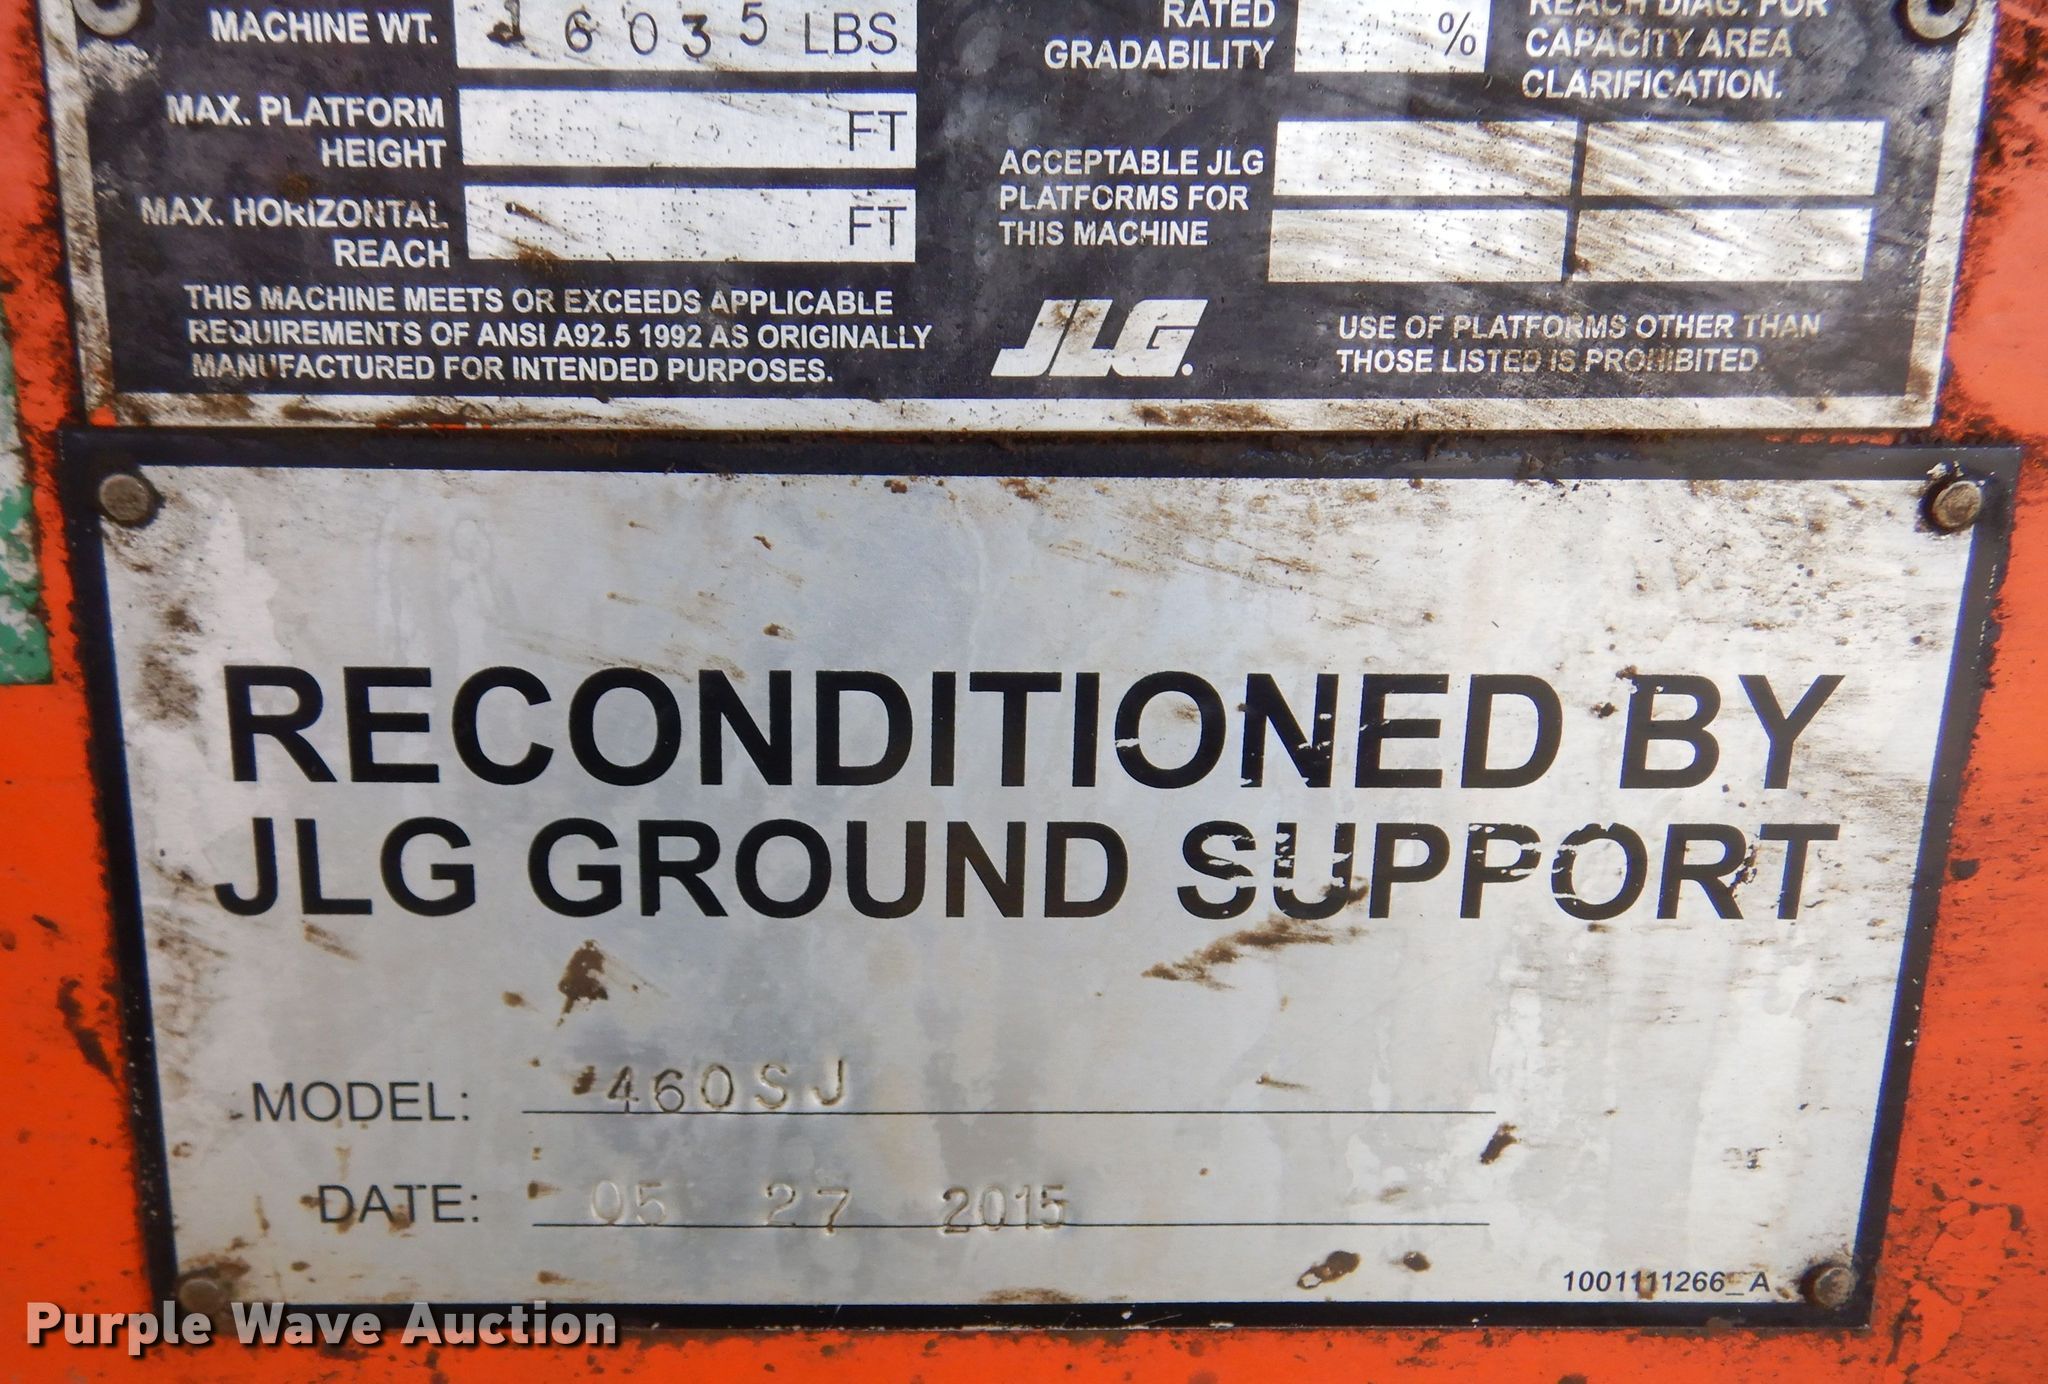 MACHINE WT. 16035 LBS
MAX. PLATFORM
HEIGHT
FT
MAX. HORIZONTAL
REACH
FT
THIS MACHINE MEETS OR EXCEEDS APPLICABLE
REQUIREMENTS OF ANSI A92.5 1992 AS ORIGINALLY
MANUFACTURED FOR INTENDED PURPOSES.
RATED
GRADABILITY
%
REACH DIAG. FOR
CAPACITY AREA
CLARIFICATION.
ACCEPTABLE JLG
PLATFORMS FOR
THIS MACHINE
JLG.
USE OF PLATFORMS OTHER THAN
THOSE LISTED IS PROHIBITED
RECONDITIONED BY
JLG GROUND SUPPORT
MODEL: 460SJ
DATE: 05 27 2015
1001111266_A
Purple Wave Auction